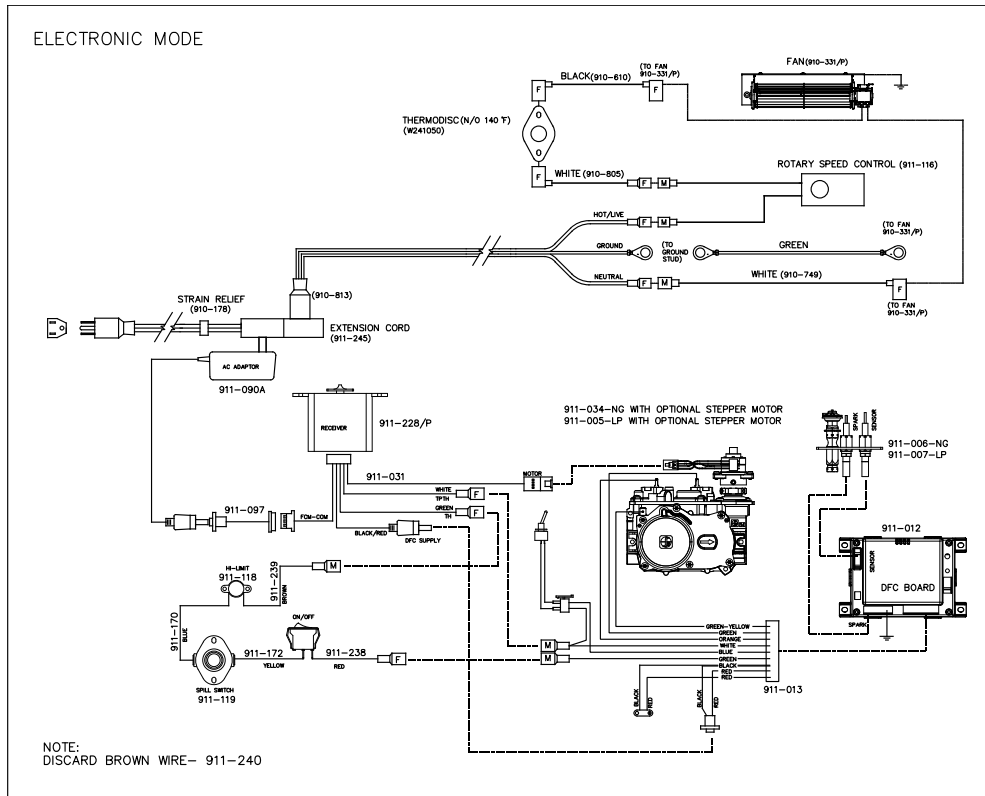 ELECTRONIC MODE
FAN(910-331/P)
BLACK(910-610)
(TO FAN
910-331/P)
F
F
THERMODISC(N/O 140 °F)
(W241050)
F
WHITE(910-805)
F
M
ROTARY SPEED CONTROL (911-116)
HOT/LIVE
F
M
GROUND
(TO
GROUND
STUD)
GREEN
(TO FAN
910-331/P)
NEUTRAL
F
M
WHITE (910-749)
F
(TO FAN
910-331/P)
STRAIN RELIEF
(910-178)
(910-813)
EXTENSION CORD
(911-245)
AC ADAPTOR
911-090A
RECEIVER
911-228/P
911-034-NG WITH OPTIONAL STEPPER MOTOR
911-005-LP WITH OPTIONAL STEPPER MOTOR
SPARK
SENSOR
911-006-NG
911-007-LP
911-031
MOTOR
WHITE
TPTH
F
GREEN
TH
F
911-097
FCM-COM
BLACK/RED
DFC SUPPLY
911-012
SENSOR
DFC BOARD
SPARK
HI-LIMIT
911-118
911-239
BROWN
M
911-170
BLUE
ON/OFF
911-172
YELLOW
911-238
RED
F
SPILL SWITCH
911-119
M
M
GREEN-YELLOW
GREEN
ORANGE
WHITE
BLUE
GREEN
BLACK
RED
RED
911-013
BLACK
RED
BLACK
RED
NOTE:
DISCARD BROWN WIRE- 911-240